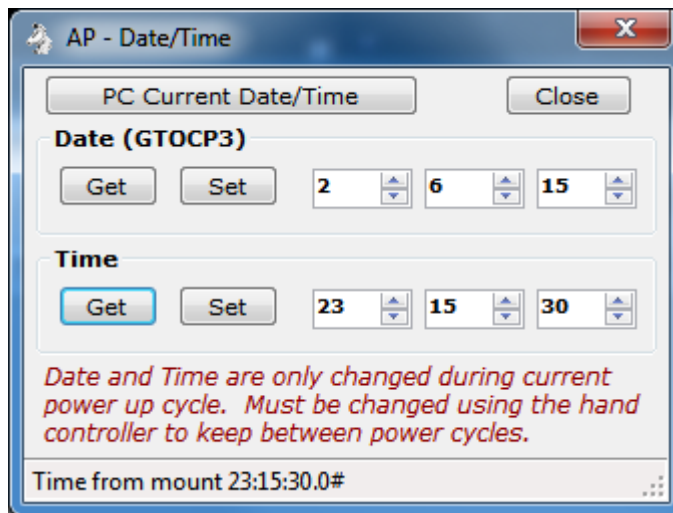 AP - Date/Time
PC Current Date/Time Close
Date (GTOCP3)
Get Set 2 6 15
Time
Get Set 23 15 30
Date and Time are only changed during current
power up cycle.  Must be changed using the hand
controller to keep between power cycles.
Time from mount 23:15:30.0#